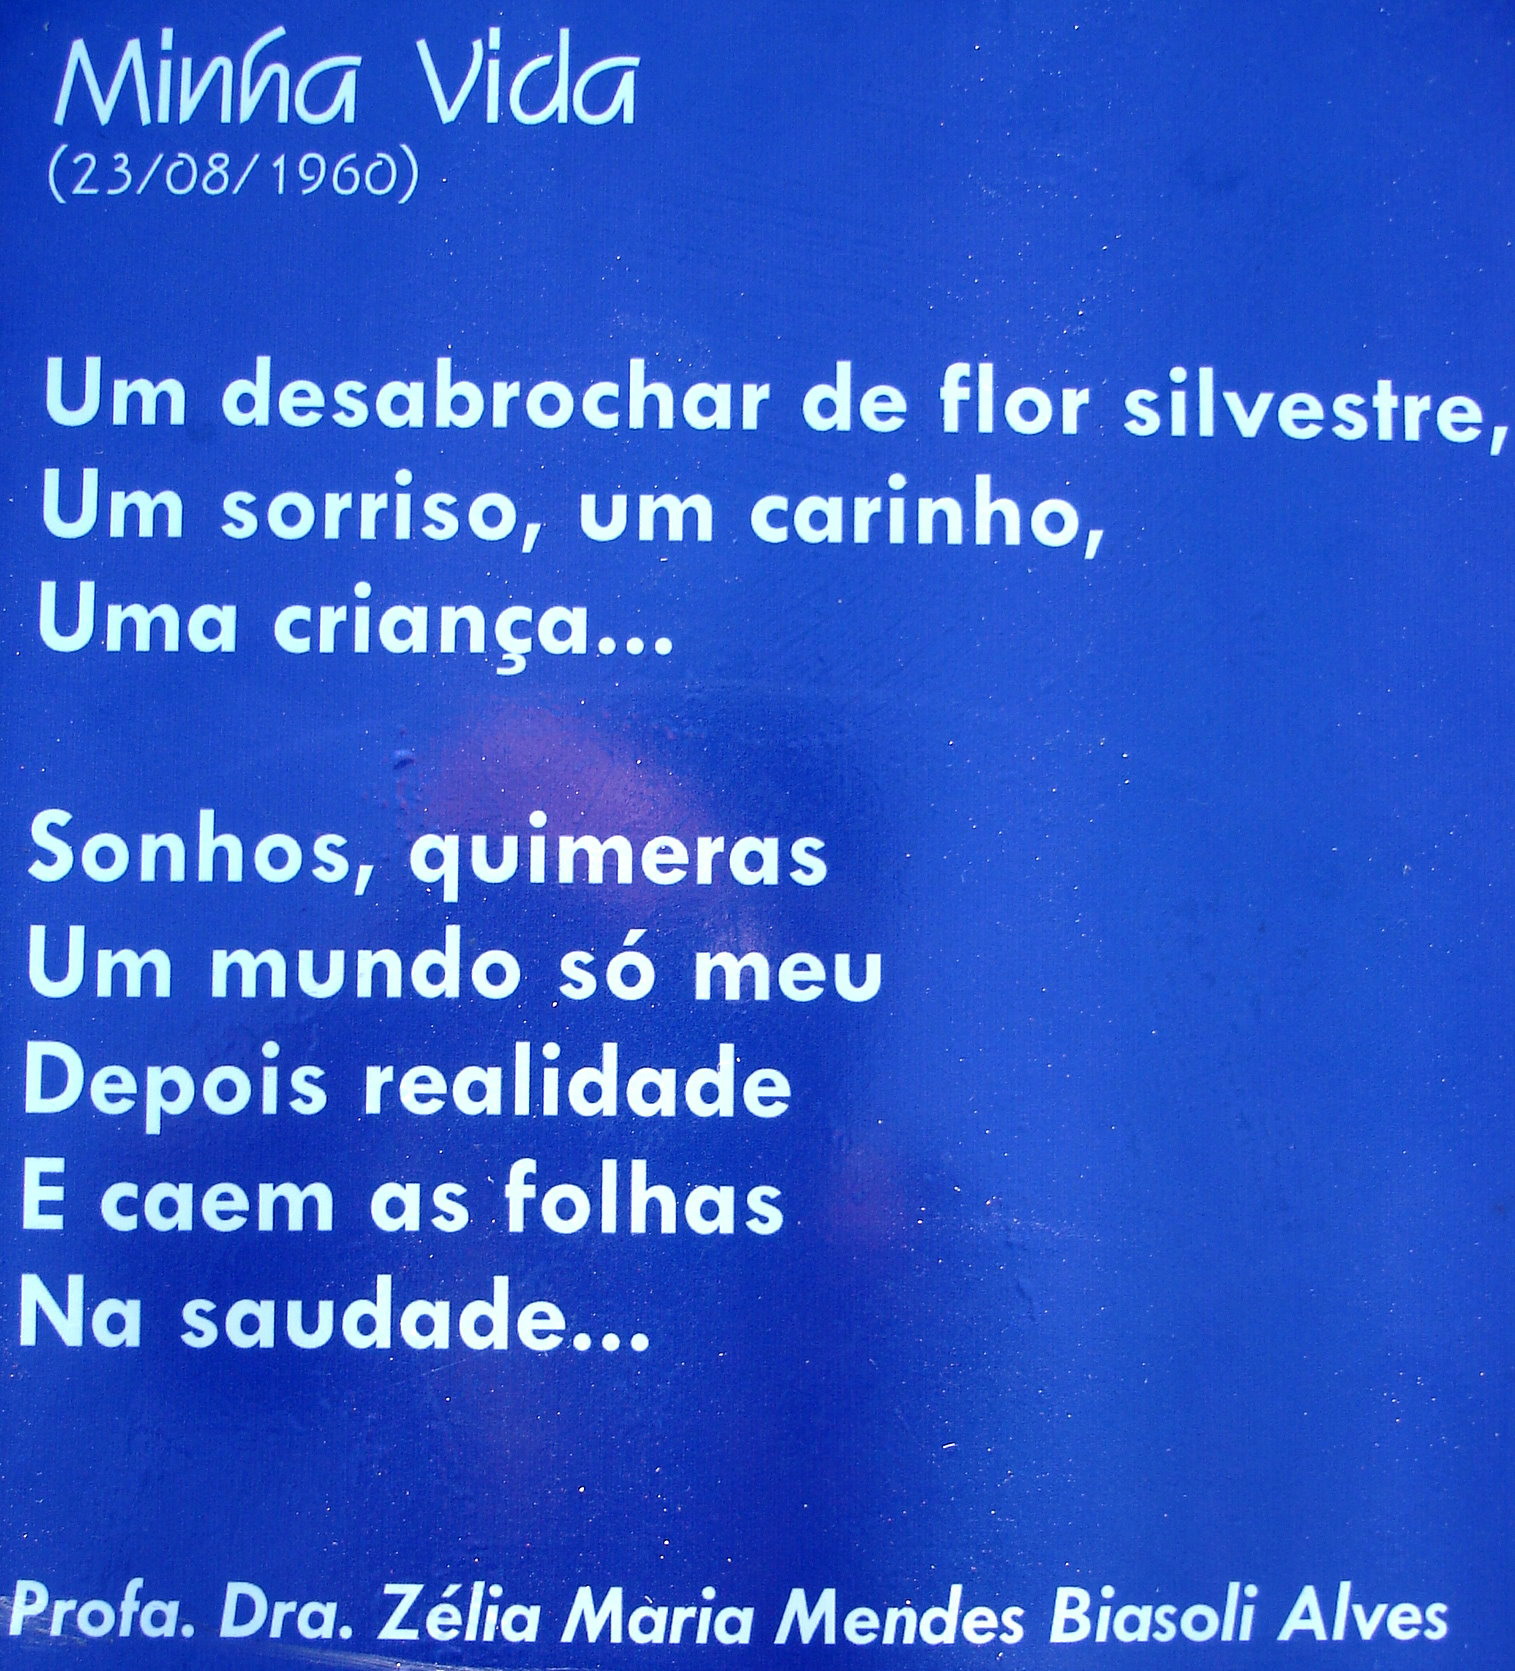 Minha Vida
(23/08/1960)
Um desabrochar de flor silvestre,
Um sorriso, um carinho,
Uma criança...
Sonhos, quimeras
Um mundo só meu
Depois realidade
E caem as folhas
Na saudade...
Profa. Dra. Zélia Maria Mendes Biasoli Alves